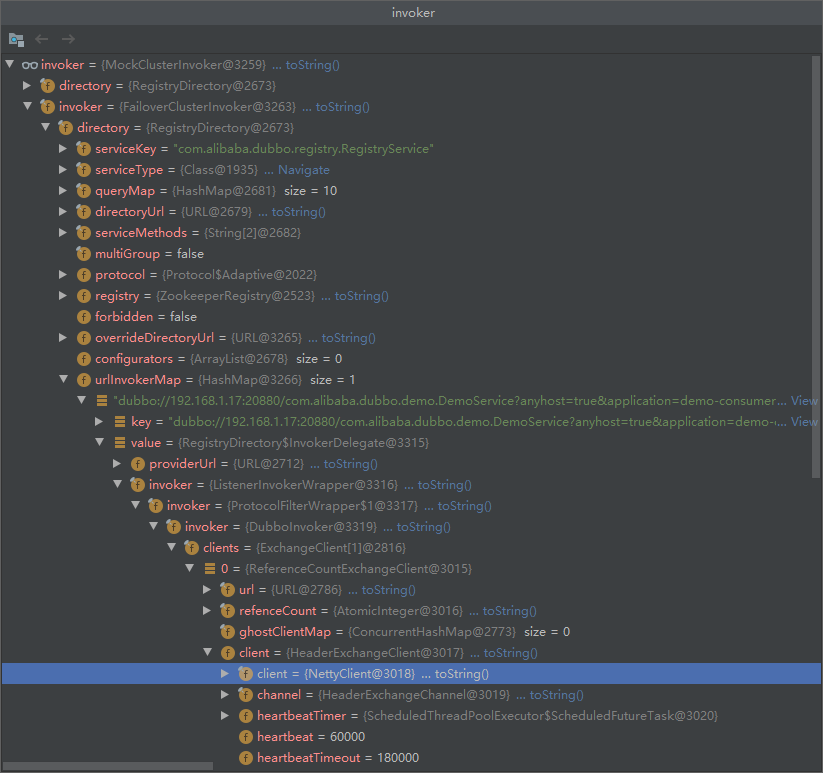 invoker
invoker = {MockClusterInvoker@3259} ... toString()
directory = {RegistryDirectory@2673}
invoker = {FailoverClusterInvoker@3263} ... toString()
directory = {RegistryDirectory@2673}
serviceKey = "com.alibaba.dubbo.registry.RegistryService"
serviceType = {Class@1935} ... Navigate
queryMap = {HashMap@2681} size = 10
directoryUrl = {URL@2679} ... toString()
serviceMethods = {String[2]@2682}
multiGroup = false
protocol = {Protocol$Adaptive@2022}
registry = {ZookeeperRegistry@2523} ... toString()
forbidden = false
overrideDirectoryUrl = {URL@3265} ... toString()
configurators = {ArrayList@2678} size = 0
urlInvokerMap = {HashMap@3266} size = 1
"dubbo://192.168.1.17:20880/com.alibaba.dubbo.demo.DemoService?anyhost=true&application=demo-consumer... View
key = "dubbo://192.168.1.17:20880/com.alibaba.dubbo.demo.DemoService?anyhost=true&application=demo-... View
value = {RegistryDirectory$InvokerDelegate@3315}
providerUrl = {URL@2712} ... toString()
invoker = {ListenerInvokerWrapper@3316} ... toString()
invoker = {ProtocolFilterWrapper$1@3317} ... toString()
invoker = {DubboInvoker@3319} ... toString()
clients = {ExchangeClient[1]@2816}
0 = {ReferenceCountExchangeClient@3015}
url = {URL@2786} ... toString()
refenceCount = {AtomicInteger@3016} ... toString()
ghostClientMap = {ConcurrentHashMap@2773} size = 0
client = {HeaderExchangeClient@3017} ... toString()
client = {NettyClient@3018} ... toString()
channel = {HeaderExchangeChannel@3019} ... toString()
heartbeatTimer = {ScheduledThreadPoolExecutor$ScheduledFutureTask@3020}
heartbeat = 60000
heartbeatTimeout = 180000